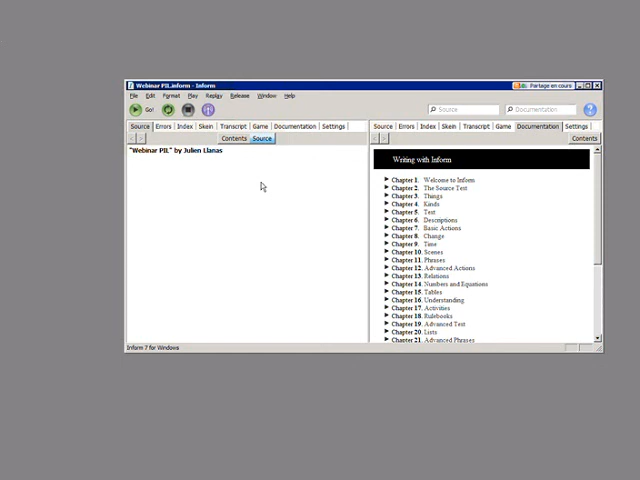 Webinar PIL.inform - Inform
Partage en cours
File Edit Format Play Replay Release Window Help
Go! Source Documentation
Source Errors Index Skein Transcript Game Documentation Settings
Source Errors Index Skein Transcript Game Documentation Settings
Contents Source
Contents
"Webinar PIL" by Julien Llanas
Writing with Inform
Chapter 1. Welcome to Inform
Chapter 2. The Source Text
Chapter 3. Things
Chapter 4. Kinds
Chapter 5. Text
Chapter 6. Descriptions
Chapter 7. Basic Actions
Chapter 8. Change
Chapter 9. Time
Chapter 10. Scenes
Chapter 11. Phrases
Chapter 12. Advanced Actions
Chapter 13. Relations
Chapter 14. Numbers and Equations
Chapter 15. Tables
Chapter 16. Understanding
Chapter 17. Activities
Chapter 18. Rulebooks
Chapter 19. Advanced Text
Chapter 20. Lists
Chapter 21. Advanced Phrases
Inform 7 for Windows